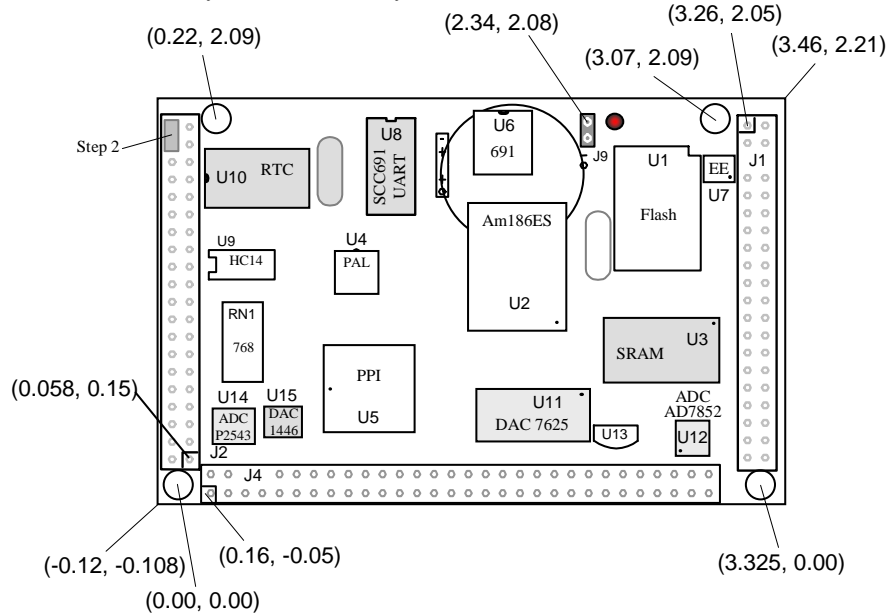 (0.22, 2.09)
(2.34, 2.08)
(3.26, 2.05)
(3.07, 2.09)
(3.46, 2.21)
Step 2
U10 RTC
U8
SCC691
UART
- + + 
U6
691
J9
U1
Flash
EE
U7
J1
U9
HC14
U4
PAL
Am186ES
U2
RN1
768
PPI
U5
SRAM
U3
(0.058, 0.15)
U14
ADC
P2543
U15
DAC
1446
U11
DAC 7625
U13
ADC
AD7852
U12
J2
J4
(-0.12, -0.108)
(0.16, -0.05)
(3.325, 0.00)
(0.00, 0.00)